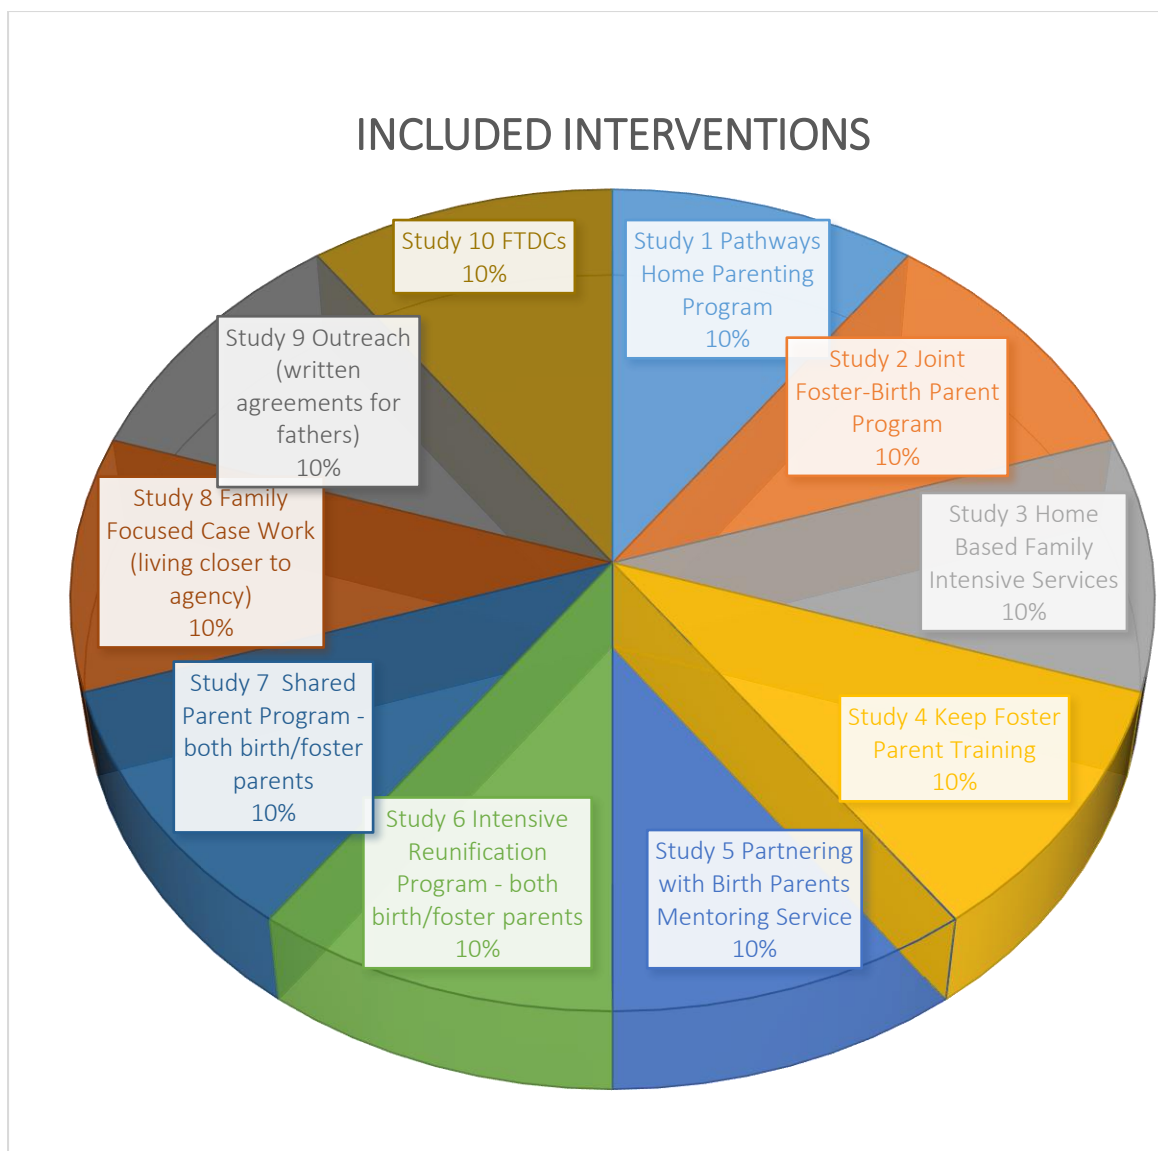 INCLUDED INTERVENTIONS
Study 1 Pathways
Home Parenting
Program
10%
Study 2 Joint
Foster-Birth Parent
Program
10%
Study 3 Home
Based Family
Intensive Services
10%
Study 4 Keep Foster
Parent Training
10%
Study 5 Partnering
with Birth Parents
Mentoring Service
10%
Study 6 Intensive
Reunification
Program - both
birth/foster parents
10%
Study 7  Shared
Parent Program -
both birth/foster
parents
10%
Study 8 Family
Focused Case Work
(living closer to
agency)
10%
Study 9 Outreach
(written
agreements for
fathers)
10%
Study 10 FTDCs
10%